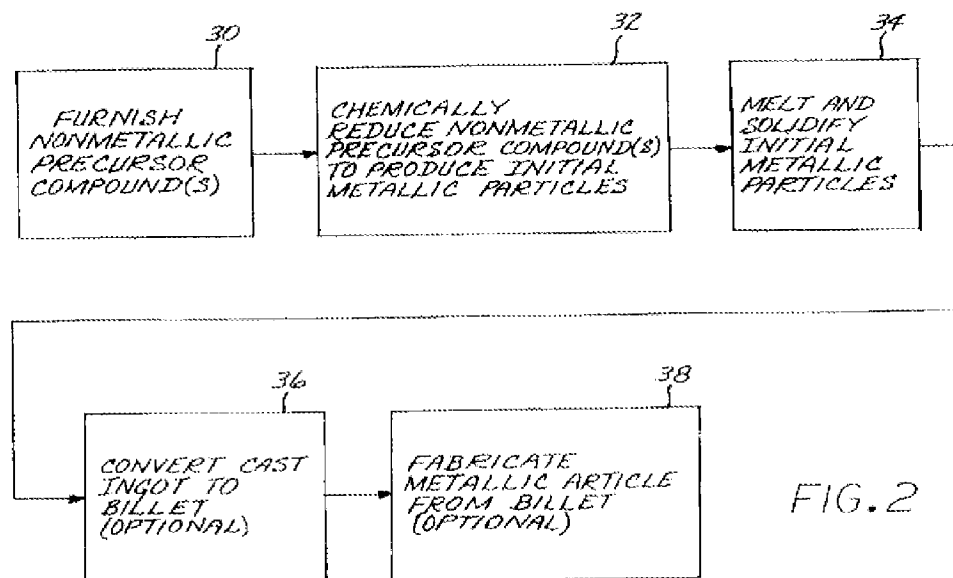 30
FURNISH
NONMETALLIC
PRECURSOR
COMPOUND(S)
32
CHEMICALLY
REDUCE NONMETALLIC
PRECURSOR COMPOUND(S)
TO PRODUCE INITIAL
METALLIC PARTICLES
34
MELT AND
SOLIDIFY
INITIAL
METALLIC
PARTICLES
36
CONVERT CAST
INGOT TO
BILLET
(OPTIONAL)
38
FABRICATE
METALLIC ARTICLE
FROM BILLET
(OPTIONAL)
FIG.2